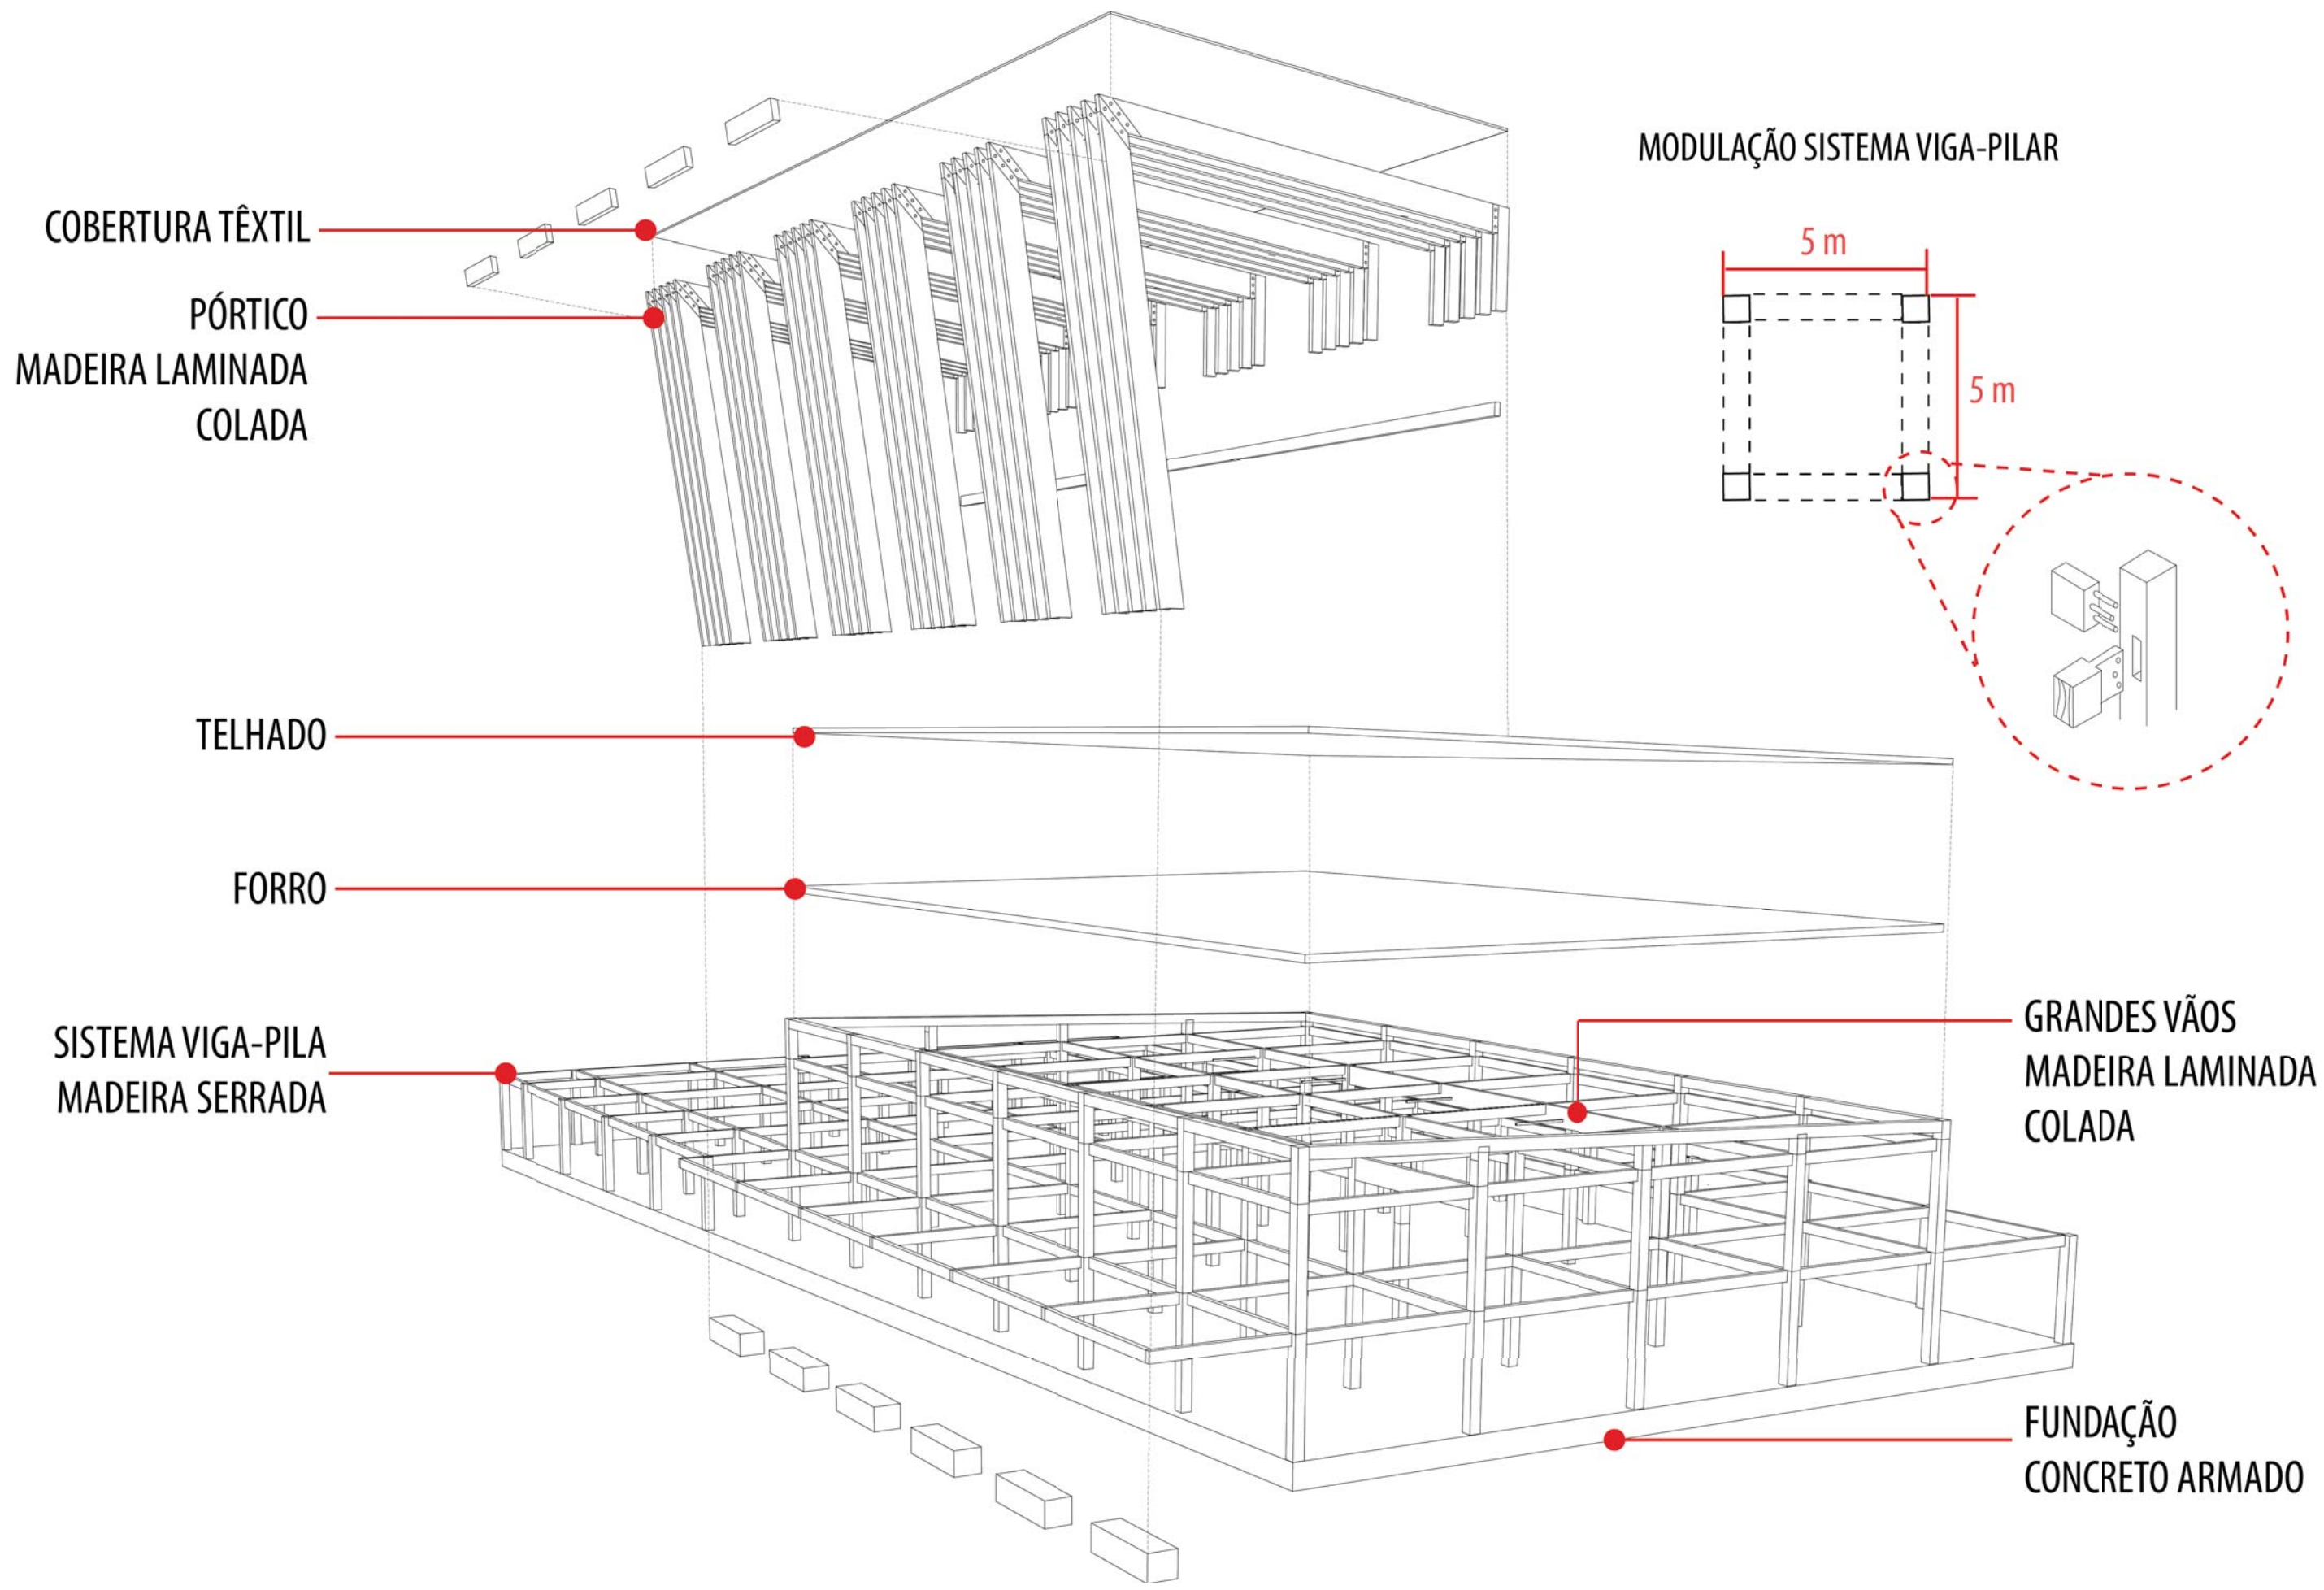 MODULAÇÃO SISTEMA VIGA-PILAR
5 m
5 m
COBERTURA TÊXTIL
PÓRTICO
MADEIRA LAMINADA
COLADA
TELHADO
FORRO
SISTEMA VIGA-PILA
MADEIRA SERRADA
GRANDES VÃOS
MADEIRA LAMINADA
COLADA
FUNDAÇÃO
CONCRETO ARMADO